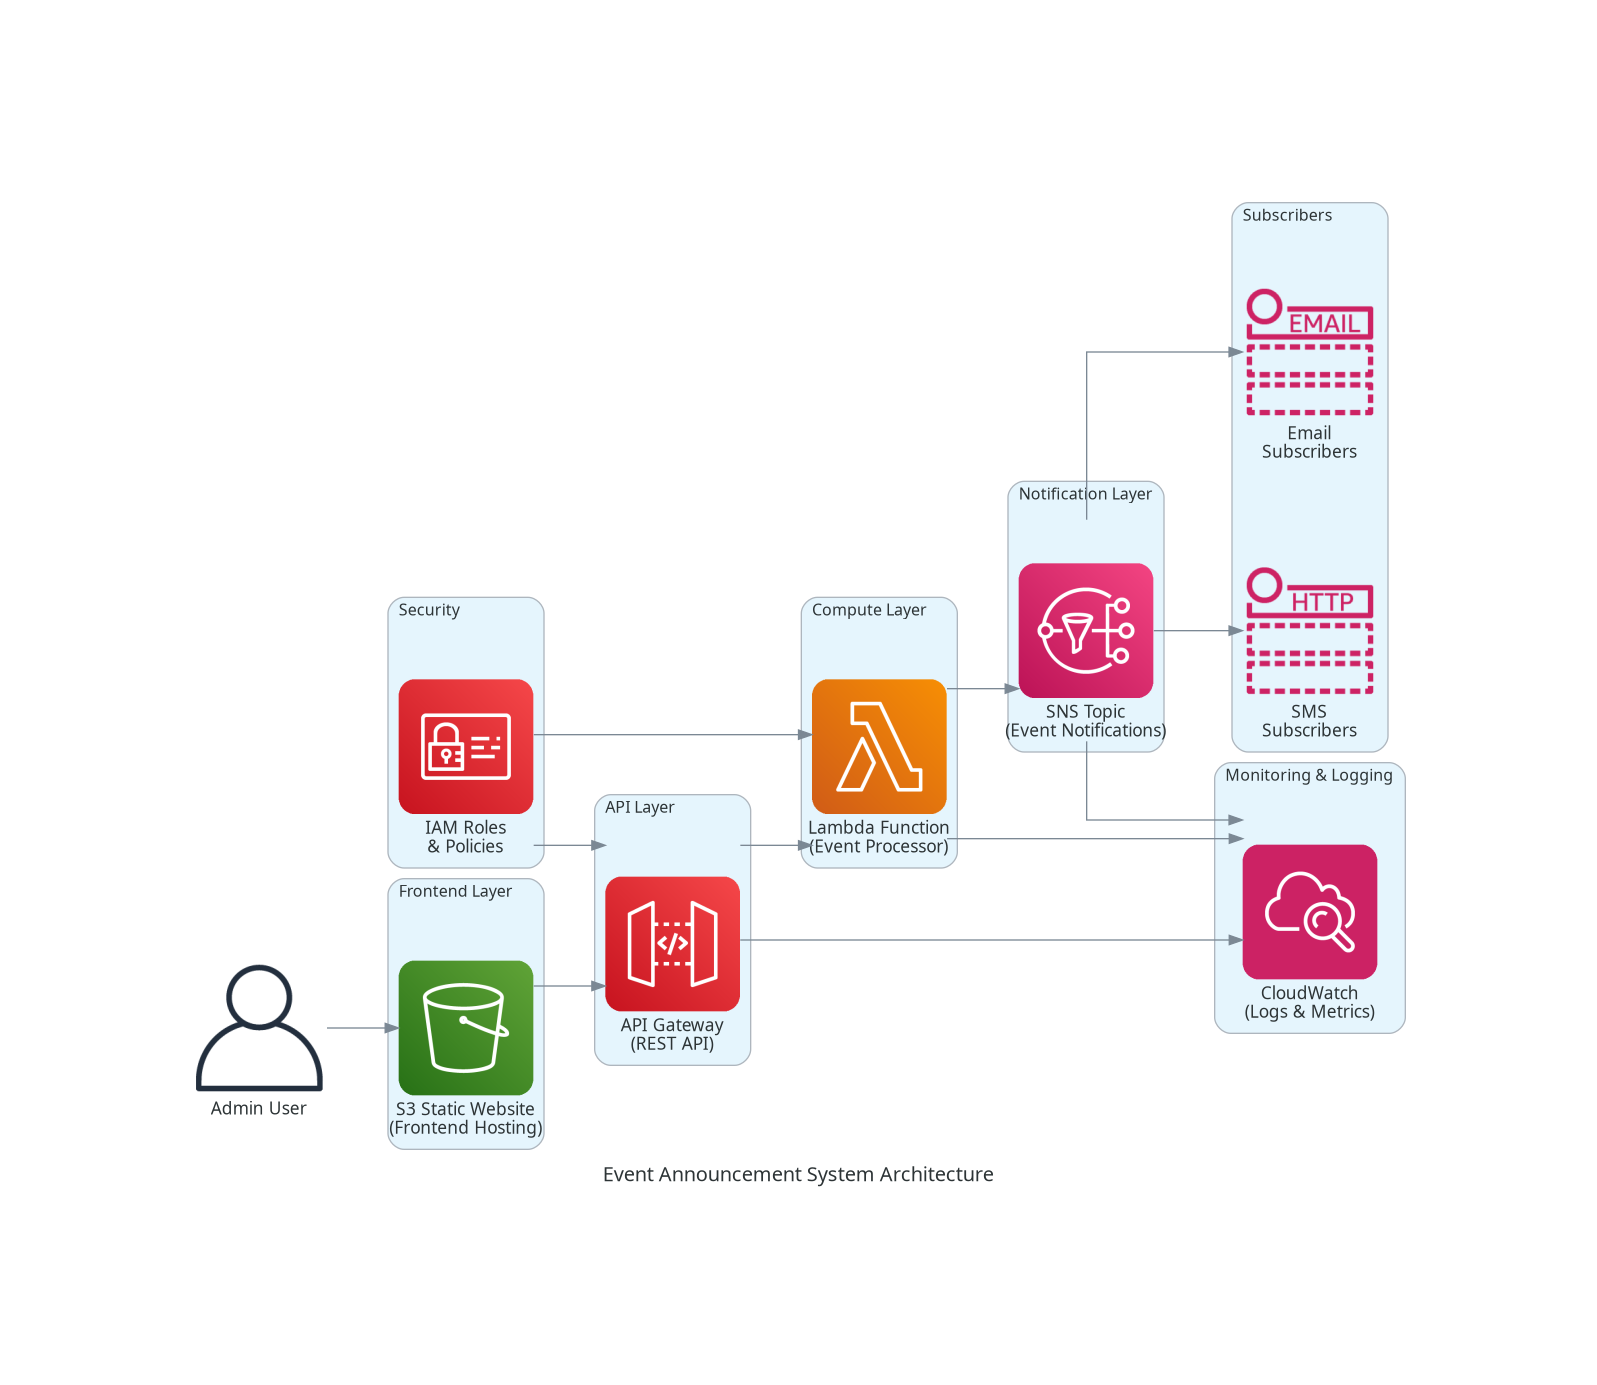 Subscribers
EMAIL
Email
Subscribers
Notification Layer
HTTP
SNS Topic
(Event Notifications)
SMS
Subscribers
Security
Compute Layer
IAM Roles
& Policies
Lambda Function
(Event Processor)
Monitoring & Logging
API Layer
Frontend Layer
</>
API Gateway
(REST API)
CloudWatch
(Logs & Metrics)
Admin User
S3 Static Website
(Frontend Hosting)
Event Announcement System Architecture